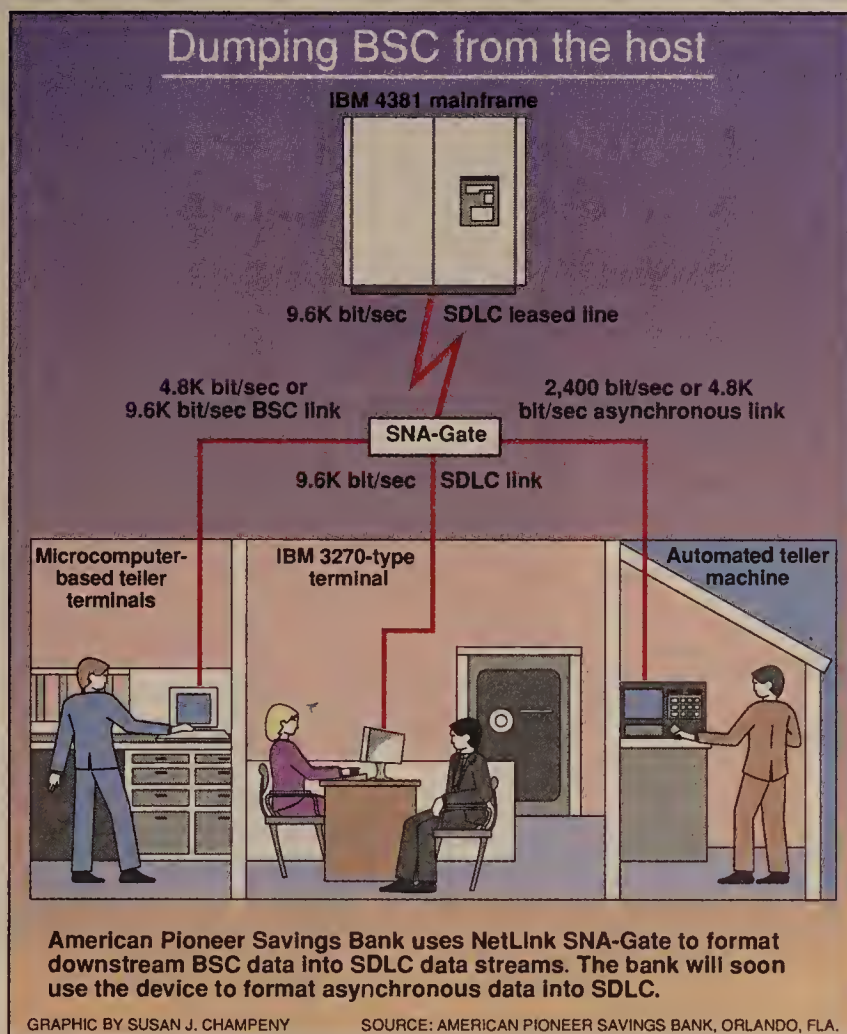 Dumping BSC from the host
IBM 4381 mainframe
9.6K bit/sec SDLC leased line
4.8K bit/sec or
9.6K bit/sec BSC link
2,400 bit/sec or 4.8K
bit/sec asynchronous link
SNA-Gate
9.6K bit/sec SDLC link
Microcomputer-
based teller
terminals
IBM 3270-type
terminal
Automated teller
machine
American Pioneer Savings Bank uses NetLink SNA-Gate to format
downstream BSC data into SDLC data streams. The bank will soon
use the device to format asynchronous data into SDLC.
GRAPHIC BY SUSAN J. CHAMPENY SOURCE: AMERICAN PIONEER SAVINGS BANK, ORLANDO, FLA.